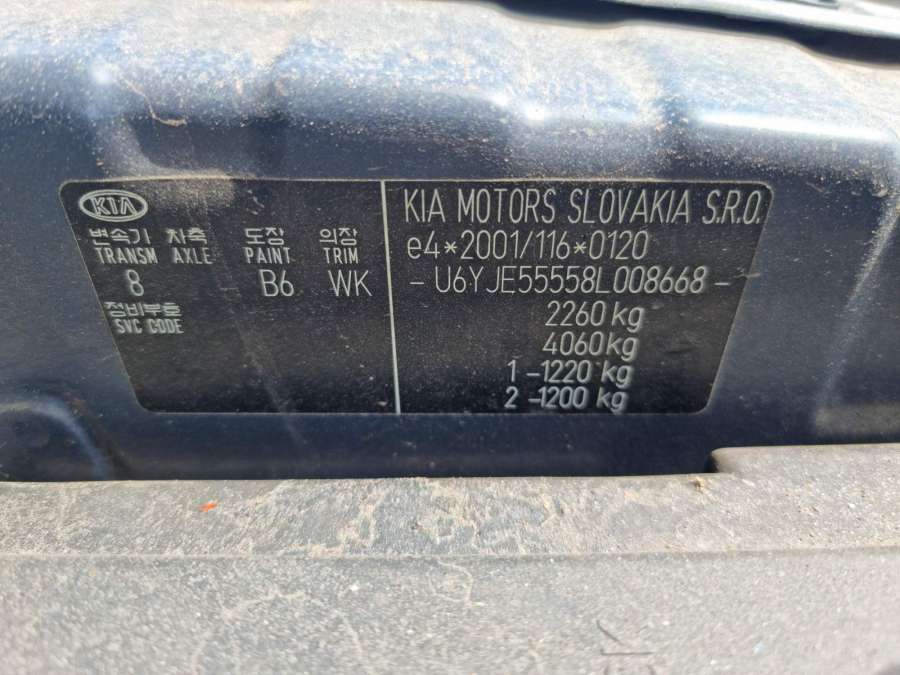 KIA
변속기 차축 도장 의장
TRANSM AXLE PAINT TRIM
8 B6 WK
정비부호
SVC CODE
KIA MOTORS SLOVAKIA S.R.O.
e4*2001/116*0120
- U6YJE55558L008668 -
2260 kg
4060 kg
1 -1220 kg
2 -1200 kg